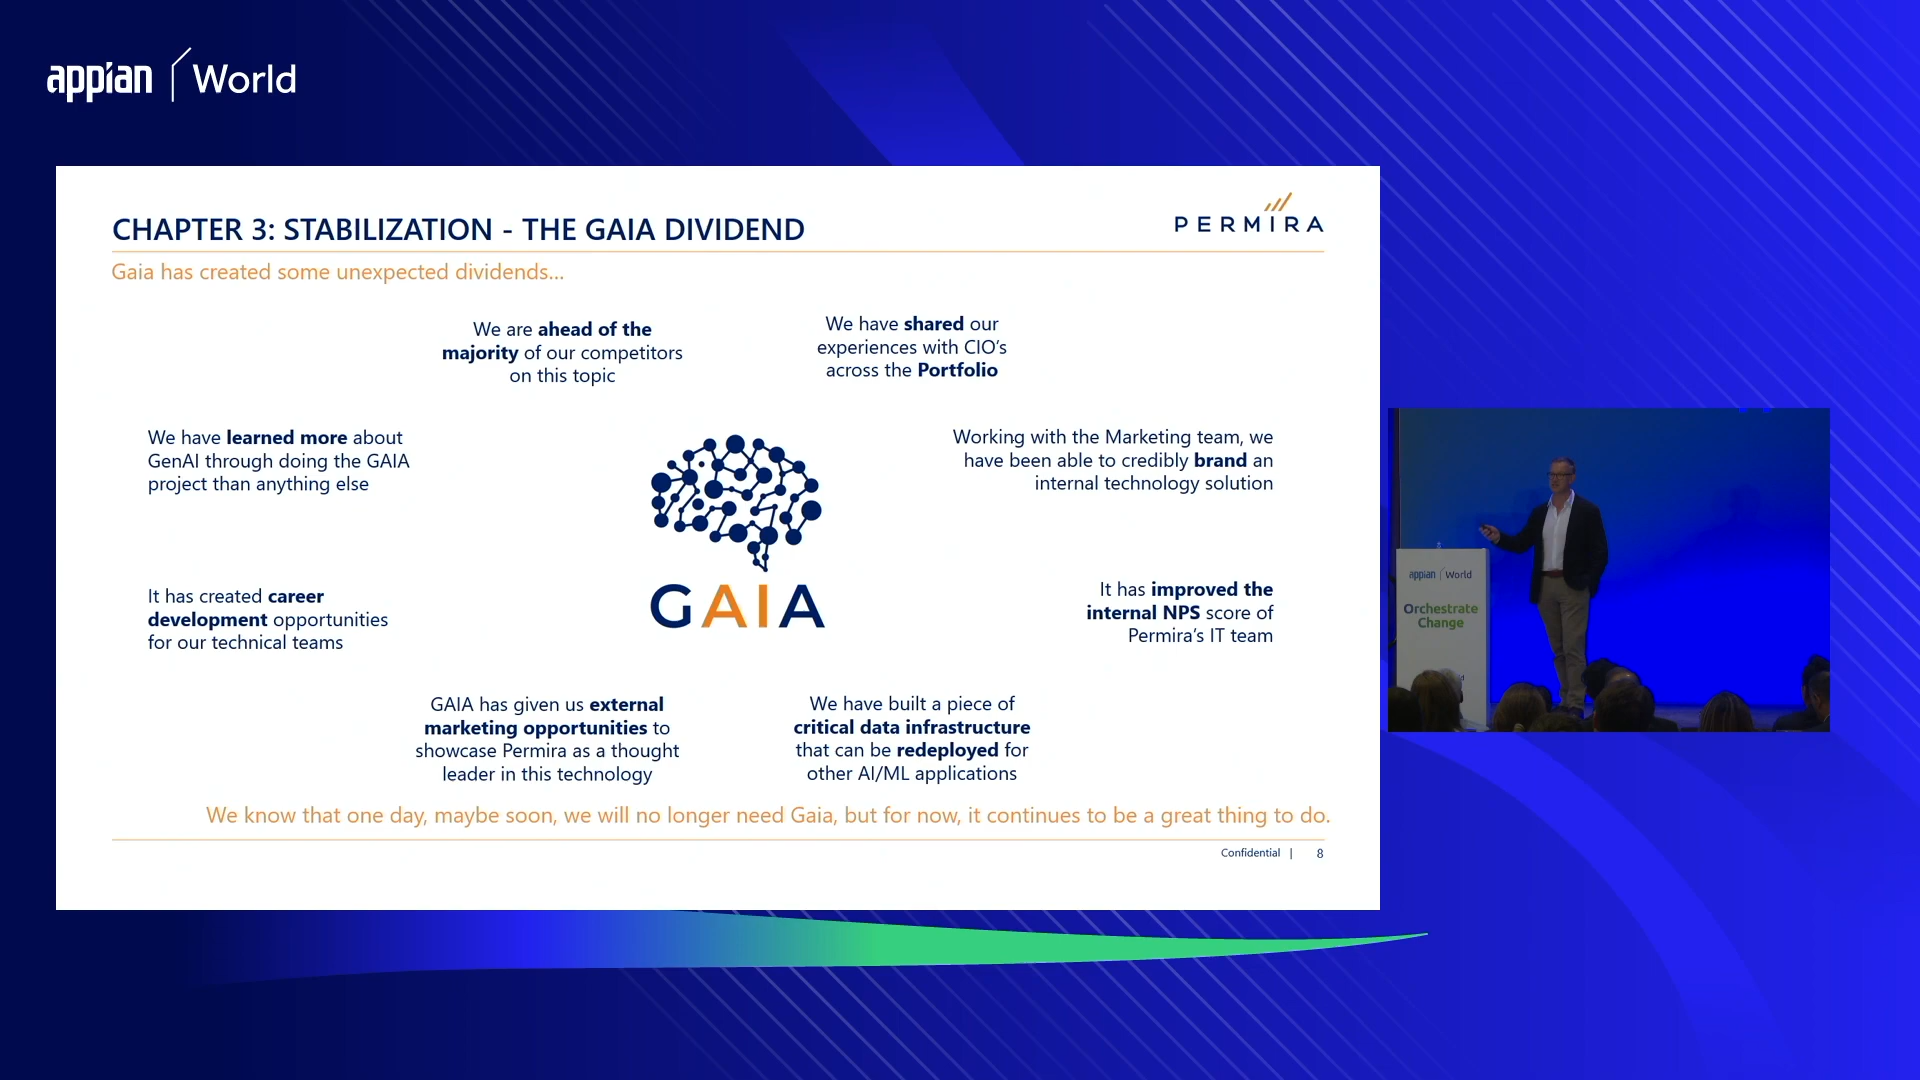 appian World
CHAPTER 3: STABILIZATION - THE GAIA DIVIDEND
PERMIRA
Gaia has created some unexpected dividends...
We are ahead of the
majority of our competitors
on this topic
We have shared our
experiences with CIO's
across the Portfolio
We have learned more about
GenAI through doing the GAIA
project than anything else
Working with the Marketing team, we
have been able to credibly brand an
internal technology solution
GAIA
It has created career
development opportunities
for our technical teams
It has improved the
internal NPS score of
Permira's IT team
GAIA has given us external
marketing opportunities to
showcase Permira as a thought
leader in this technology
We have built a piece of
critical data infrastructure
that can be redeployed for
other AI/ML applications
We know that one day, maybe soon, we will no longer need Gaia, but for now, it continues to be a great thing to do.
Confidential | 8
appian World
Orchestrate
Change